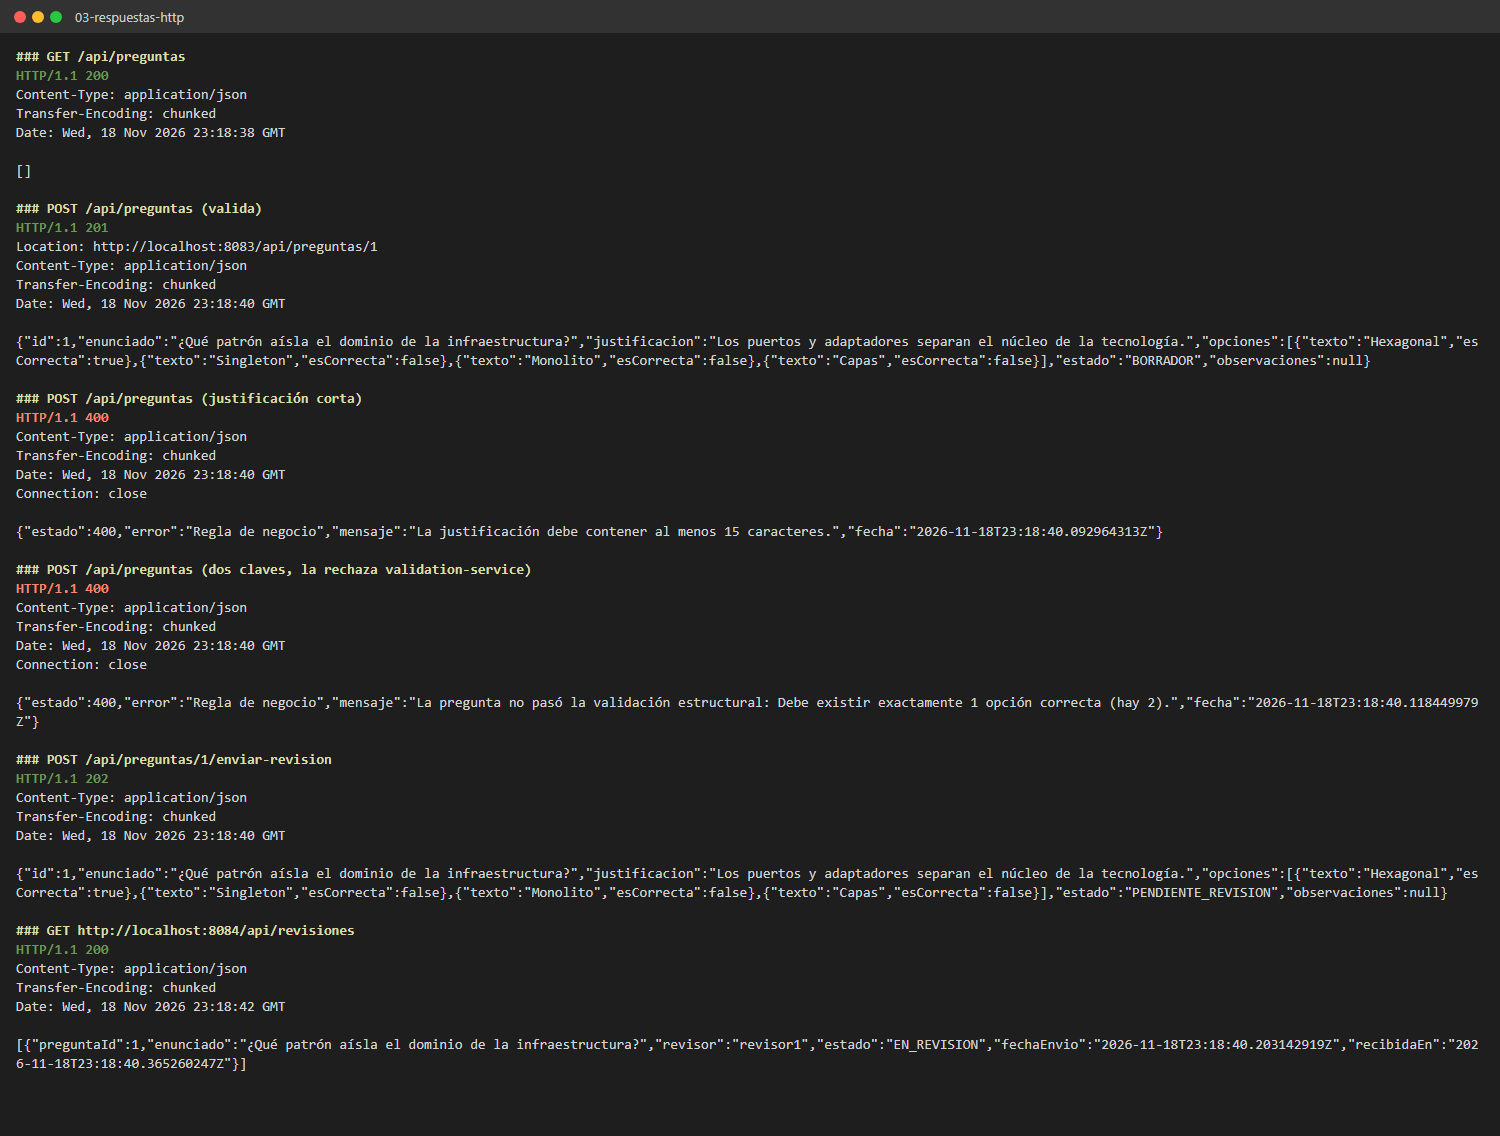 03-respuestas-http
### GET /api/preguntas
HTTP/1.1 200
Content-Type: application/json
Transfer-Encoding: chunked
Date: Wed, 18 Nov 2026 23:18:38 GMT
[]
### POST /api/preguntas (valida)
HTTP/1.1 201
Location: http://localhost:8083/api/preguntas/1
Content-Type: application/json
Transfer-Encoding: chunked
Date: Wed, 18 Nov 2026 23:18:40 GMT
{"id":1,"enunciado":"¿Qué patrón aísla el dominio de la infraestructura?","justificacion":"Los puertos y adaptadores separan el núcleo de la tecnología.","opciones":[{"texto":"Hexagonal","es
Correcta":true},{"texto":"Singleton","esCorrecta":false},{"texto":"Monolito","esCorrecta":false},{"texto":"Capas","esCorrecta":false}],"estado":"BORRADOR","observaciones":null}
### POST /api/preguntas (justificación corta)
HTTP/1.1 400
Content-Type: application/json
Transfer-Encoding: chunked
Date: Wed, 18 Nov 2026 23:18:40 GMT
Connection: close
{"estado":400,"error":"Regla de negocio","mensaje":"La justificación debe contener al menos 15 caracteres.","fecha":"2026-11-18T23:18:40.092964313Z"}
### POST /api/preguntas (dos claves, la rechaza validation-service)
HTTP/1.1 400
Content-Type: application/json
Transfer-Encoding: chunked
Date: Wed, 18 Nov 2026 23:18:40 GMT
Connection: close
{"estado":400,"error":"Regla de negocio","mensaje":"La pregunta no pasó la validación estructural: Debe existir exactamente 1 opción correcta (hay 2).","fecha":"2026-11-18T23:18:40.118449979
Z"}
### POST /api/preguntas/1/enviar-revision
HTTP/1.1 202
Content-Type: application/json
Transfer-Encoding: chunked
Date: Wed, 18 Nov 2026 23:18:40 GMT
{"id":1,"enunciado":"¿Qué patrón aísla el dominio de la infraestructura?","justificacion":"Los puertos y adaptadores separan el núcleo de la tecnología.","opciones":[{"texto":"Hexagonal","es
Correcta":true},{"texto":"Singleton","esCorrecta":false},{"texto":"Monolito","esCorrecta":false},{"texto":"Capas","esCorrecta":false}],"estado":"PENDIENTE_REVISION","observaciones":null}
### GET http://localhost:8084/api/revisiones
HTTP/1.1 200
Content-Type: application/json
Transfer-Encoding: chunked
Date: Wed, 18 Nov 2026 23:18:42 GMT
[{"preguntaId":1,"enunciado":"¿Qué patrón aísla el dominio de la infraestructura?","revisor":"revisor1","estado":"EN_REVISION","fechaEnvio":"2026-11-18T23:18:40.203142919Z","recibidaEn":"202
6-11-18T23:18:40.365260247Z"}]